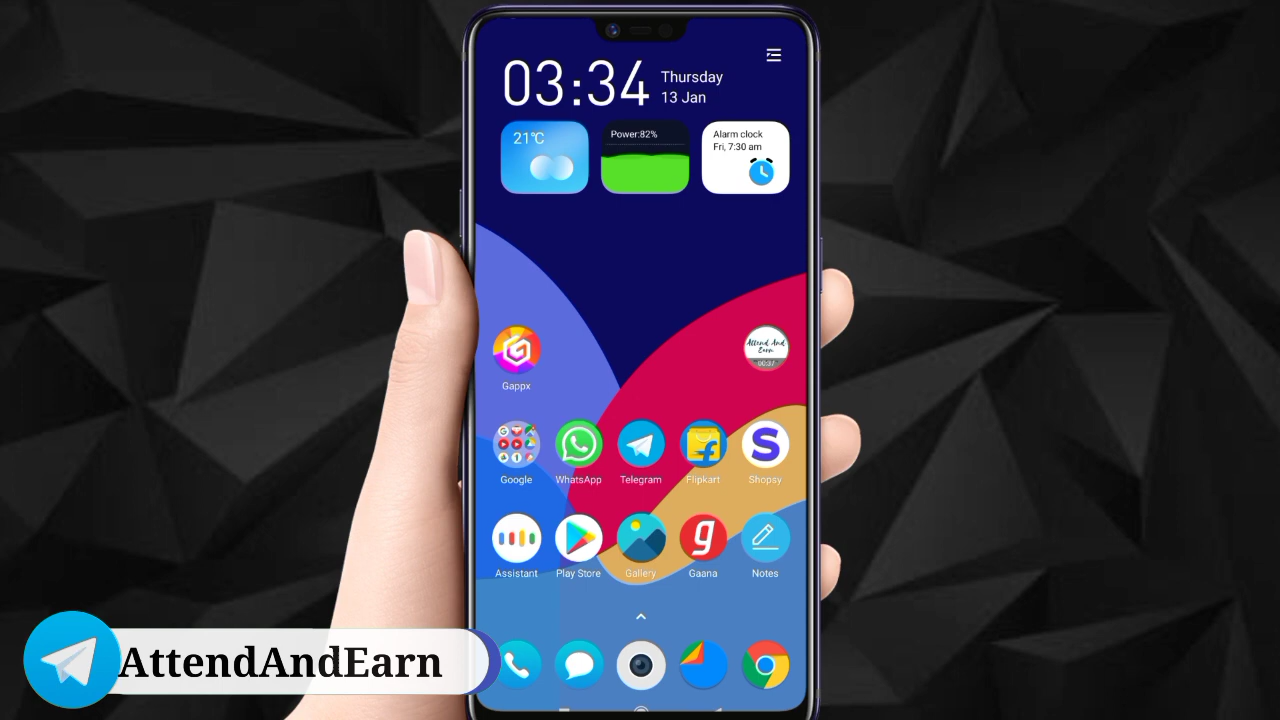 03:34
Thursday
13 Jan
21℃
Power:82%
Alarm clock
Fri, 7:30 am
Gappx
Attend And
Earn
00:37
Google
WhatsApp
Telegram
Flipkart
Shopsy
Assistant
Play Store
Gallery
Gaana
Notes
AttendAndEarn